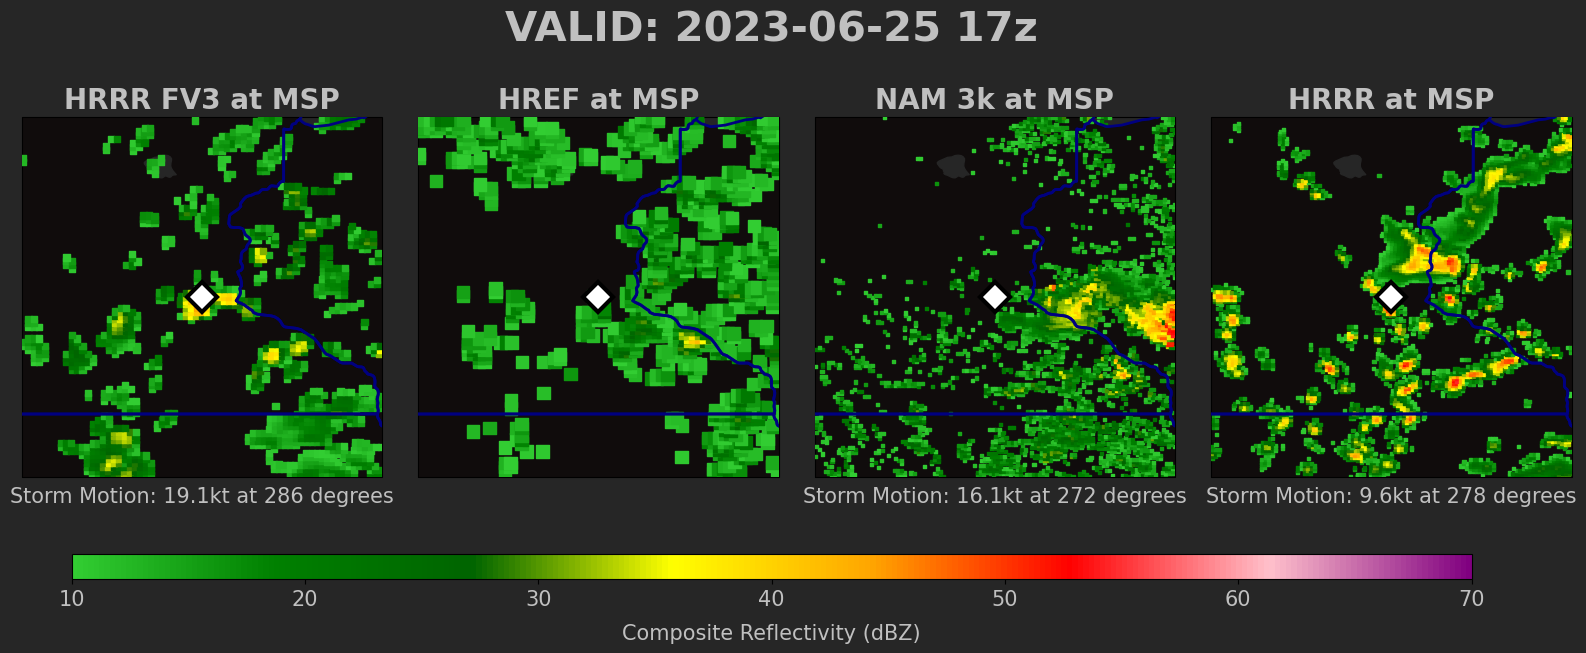 VALID: 2023-06-25 17z
HRRR FV3 at MSP
HREF at MSP
NAM 3k at MSP
HRRR at MSP
Storm Motion: 19.1kt at 286 degrees
Storm Motion: 16.1kt at 272 degrees
Storm Motion: 9.6kt at 278 degrees
10 20 30 40 50 60 70
Composite Reflectivity (dBZ)